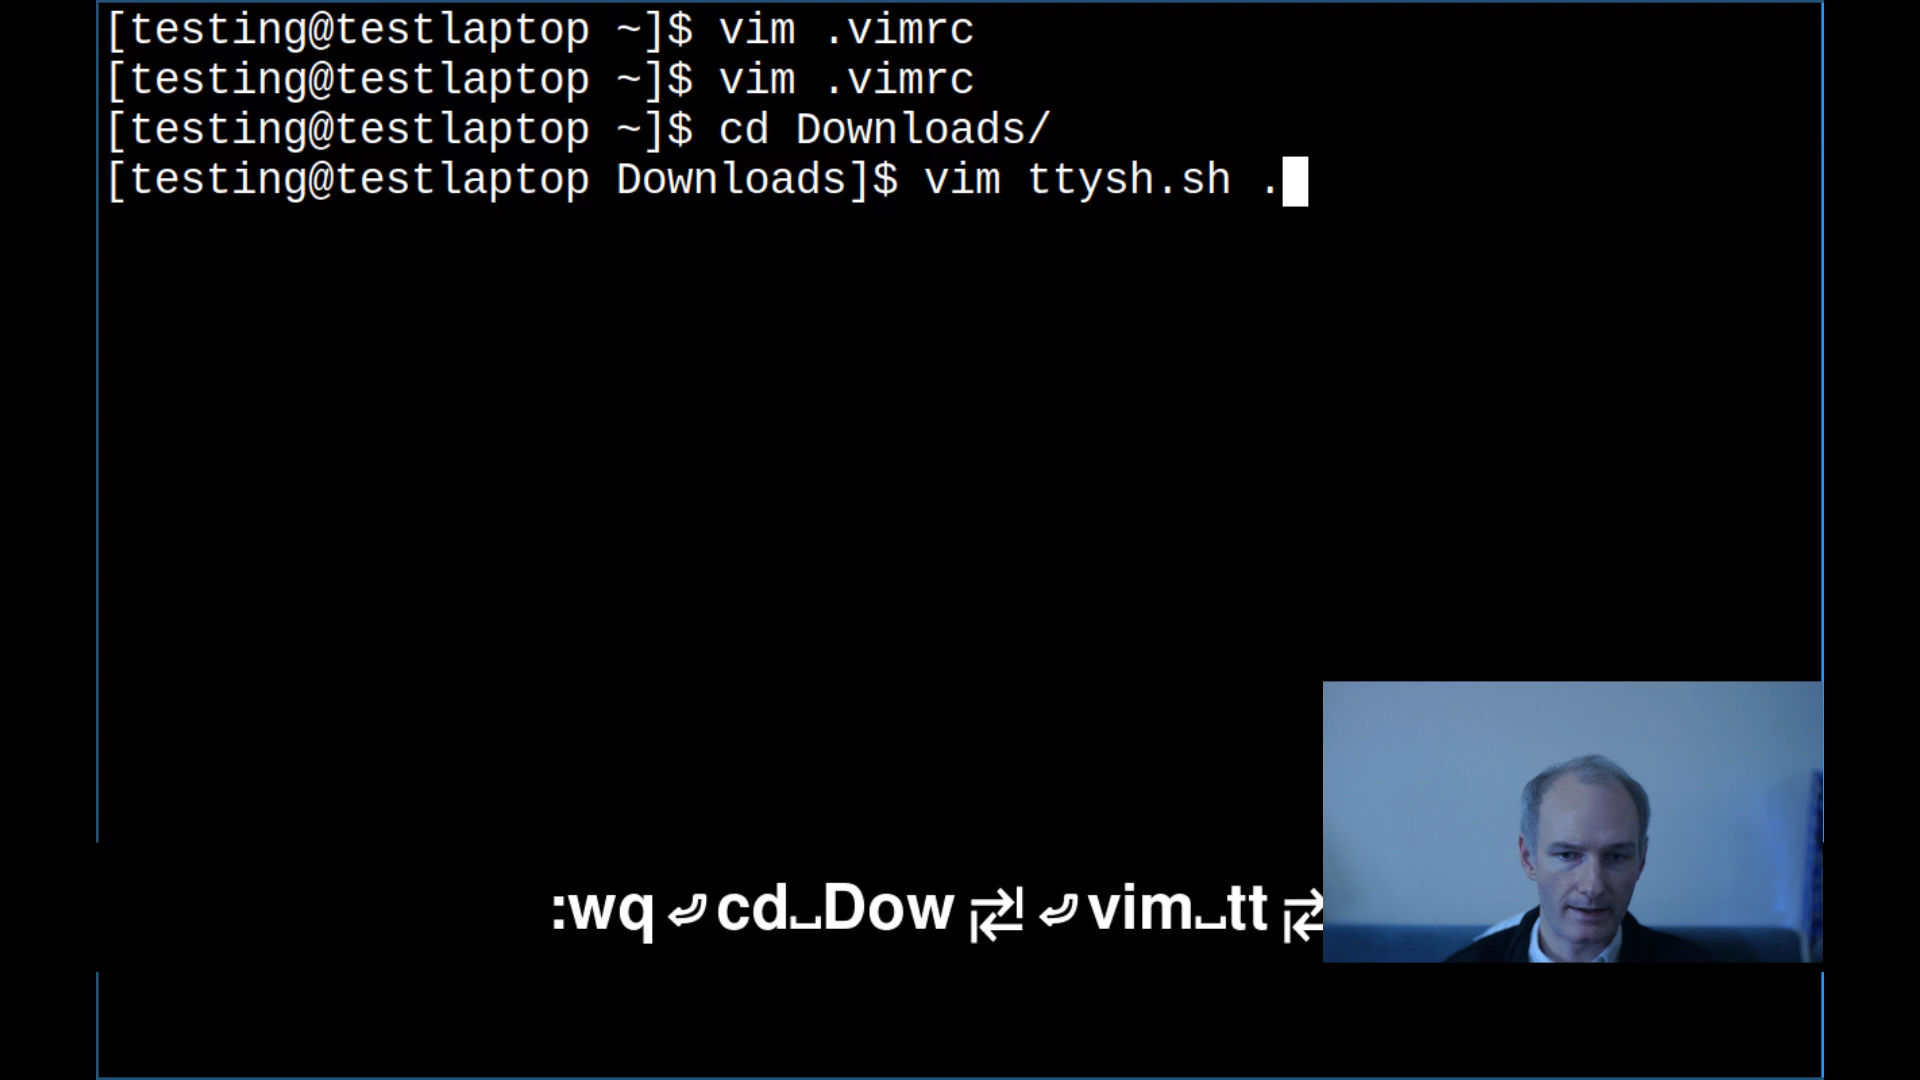 [testing@testlaptop ~]$ vim .vimrc
[testing@testlaptop ~]$ vim .vimrc
[testing@testlaptop ~]$ cd Downloads/
[testing@testlaptop Downloads]$ vim ttysh.sh .
:wq⤶cd␣Dow⇄⤶vim␣tt⇄